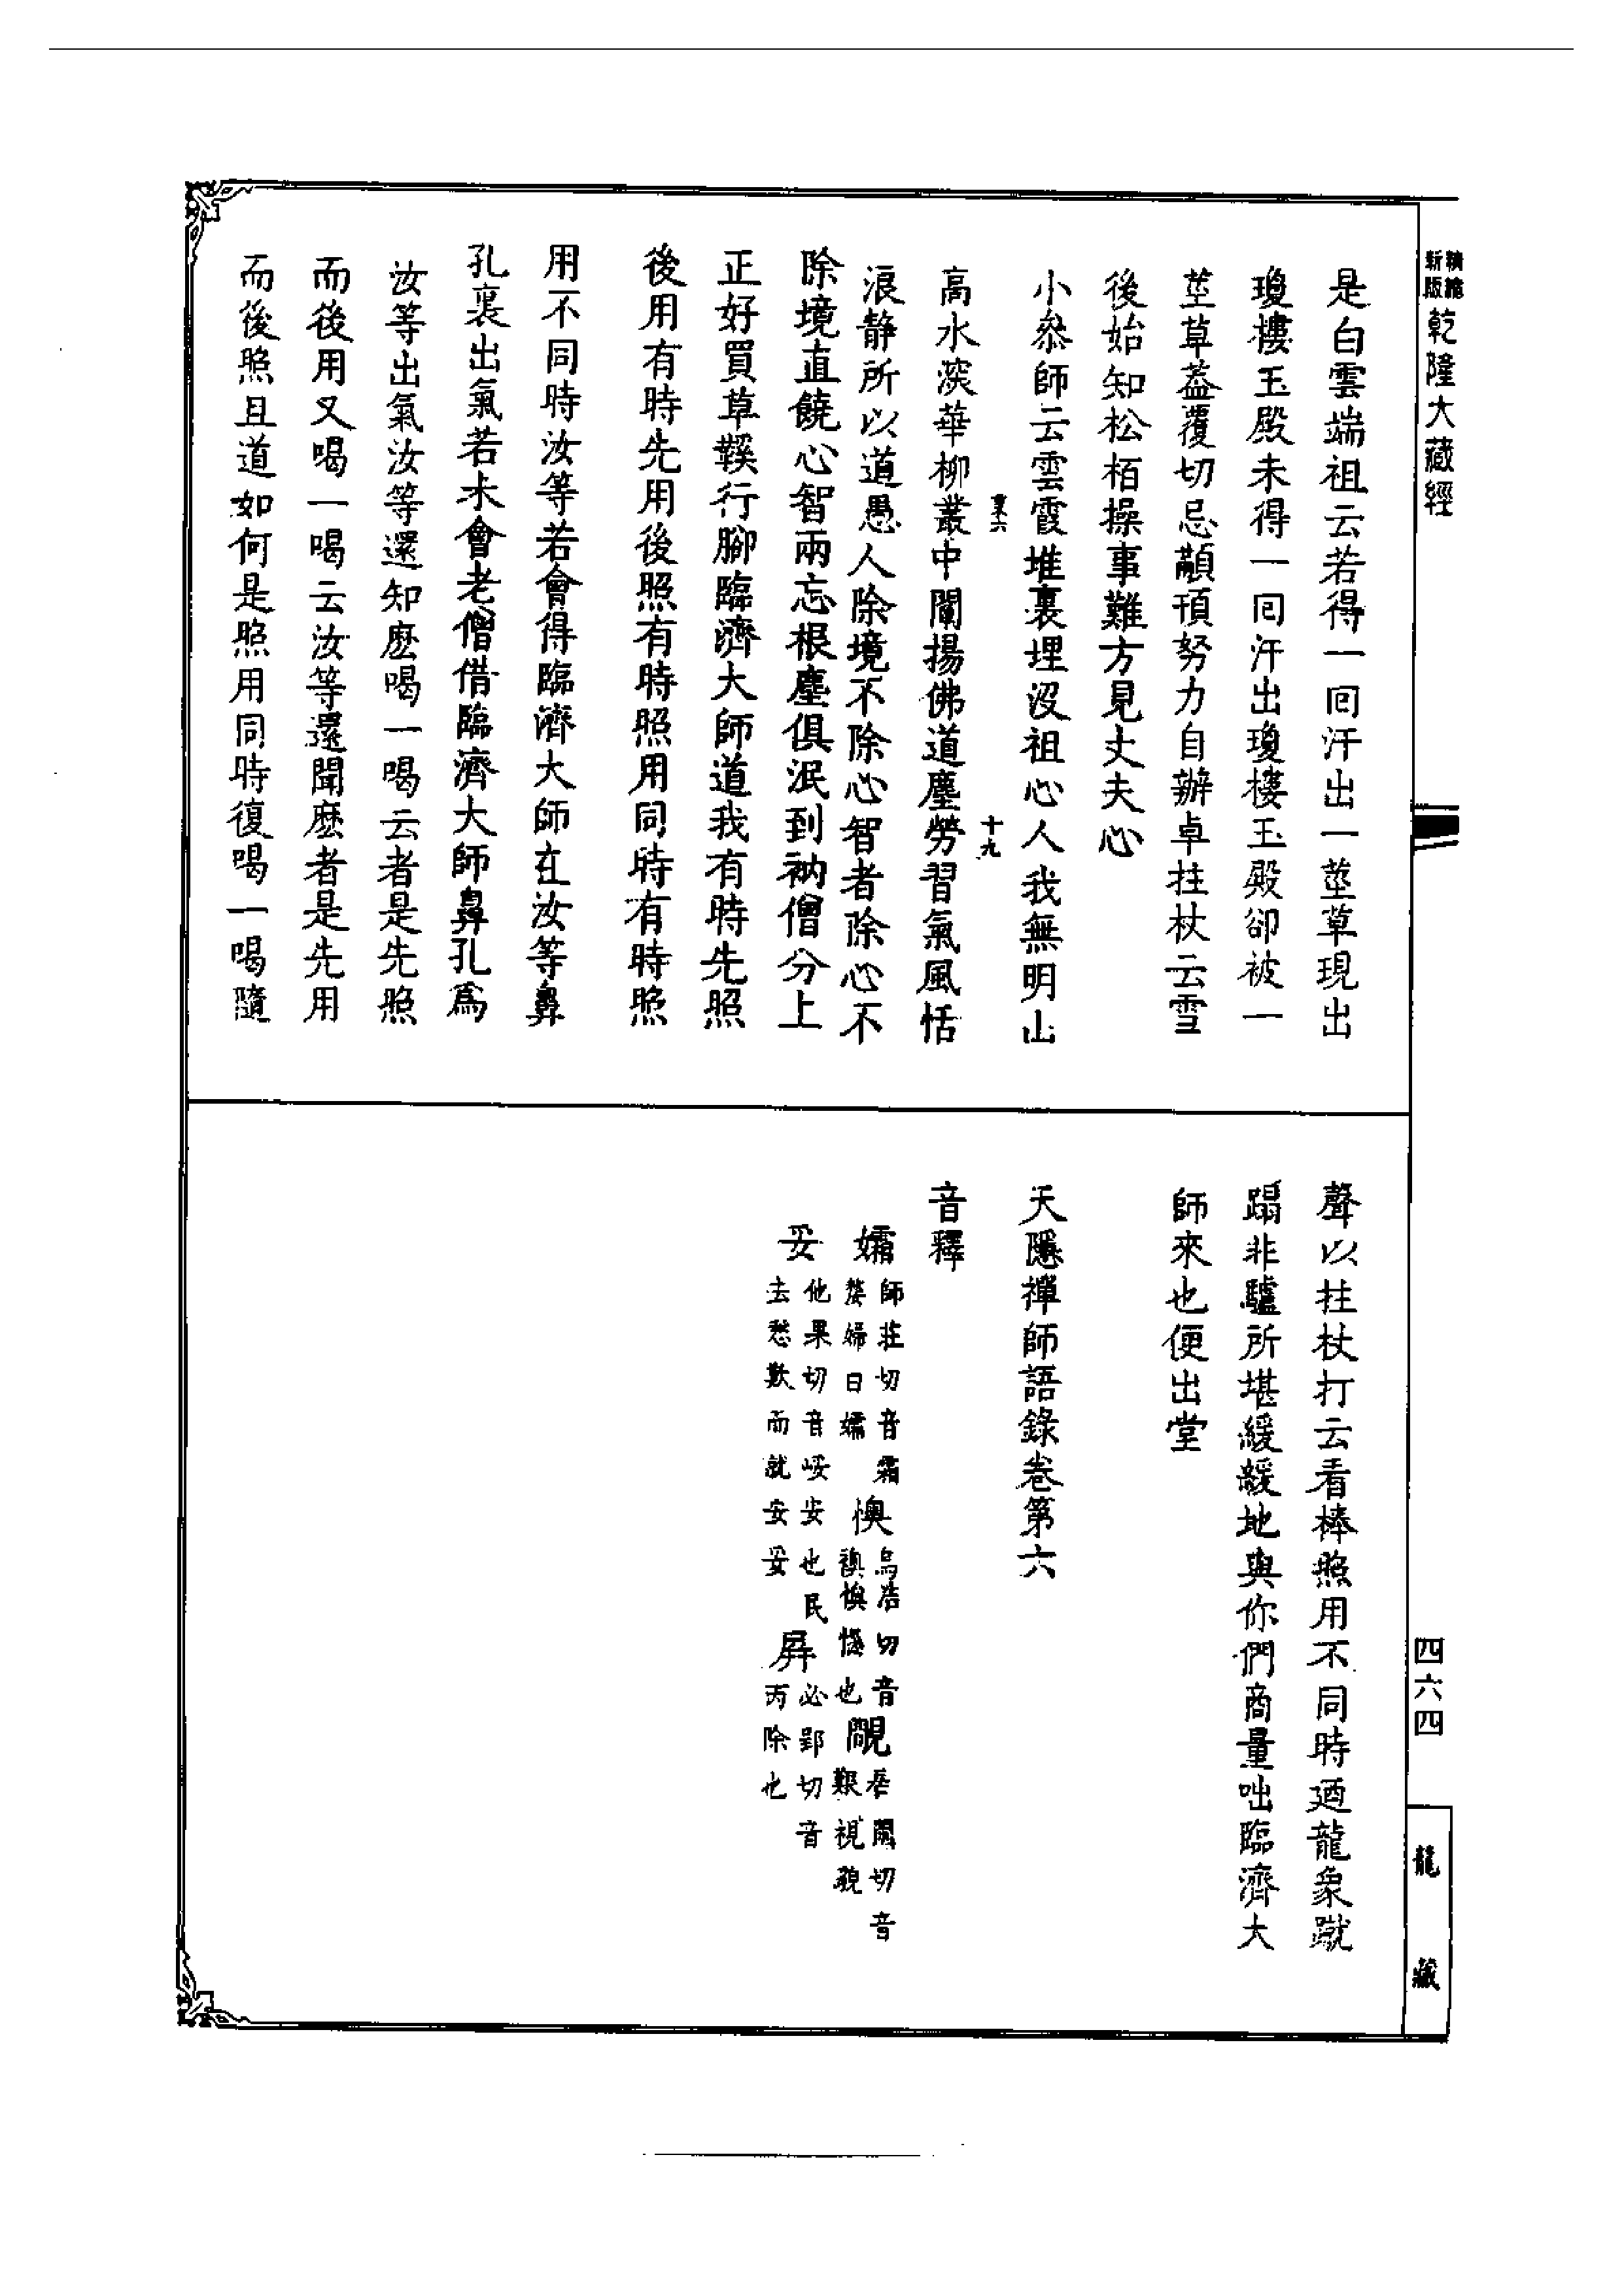 精縮
新版
乾隆大藏經
是白雲端祖云若得一回汗出一莖草現出
瓊樓玉殿未得一回汗出瓊樓玉殿卻被一
莖草葢覆切忌顢頇努力自辦卓拄杖云雪
後始知松栢操事難方見丈夫心
小叅師云雲霞堆裏埋沒祖心人我無明山
業六
十九
高水淡華柳叢中闡揚佛道塵勞習氣風恬
浪静所以道愚人除境不除心智者除心不
除境直饒心智兩忘根塵俱泯到衲僧分上
正好買草鞵行腳臨濟大師道我有時先照
後用有時先用後照有時照用同時有時照
用不同時汝等若會得臨濟大師在汝等鼻
孔裏出氣若未會老僧借臨濟大師鼻孔為
汝等出氣汝等還知麼喝一喝云者是先照
而後用又喝一喝云汝等還聞麼者是先用
而後照且道如何是照用同時復喝一喝隨
聲以拄杖打云看棒照用不同時迺龍象蹴
蹋非驢所堪緩緩地與你們商量咄臨濟大
師來也便出堂
天隱禪師語錄卷第六
音釋
孀 師莊切音霜 嫠婦曰孀 懊 烏浩切音 襖懊惱也 覵 居閑切音 艱視貌
妥 他果切音 安也 去愁歎而就安妥 屏 必郢切音 丙除也
四六四
龍藏